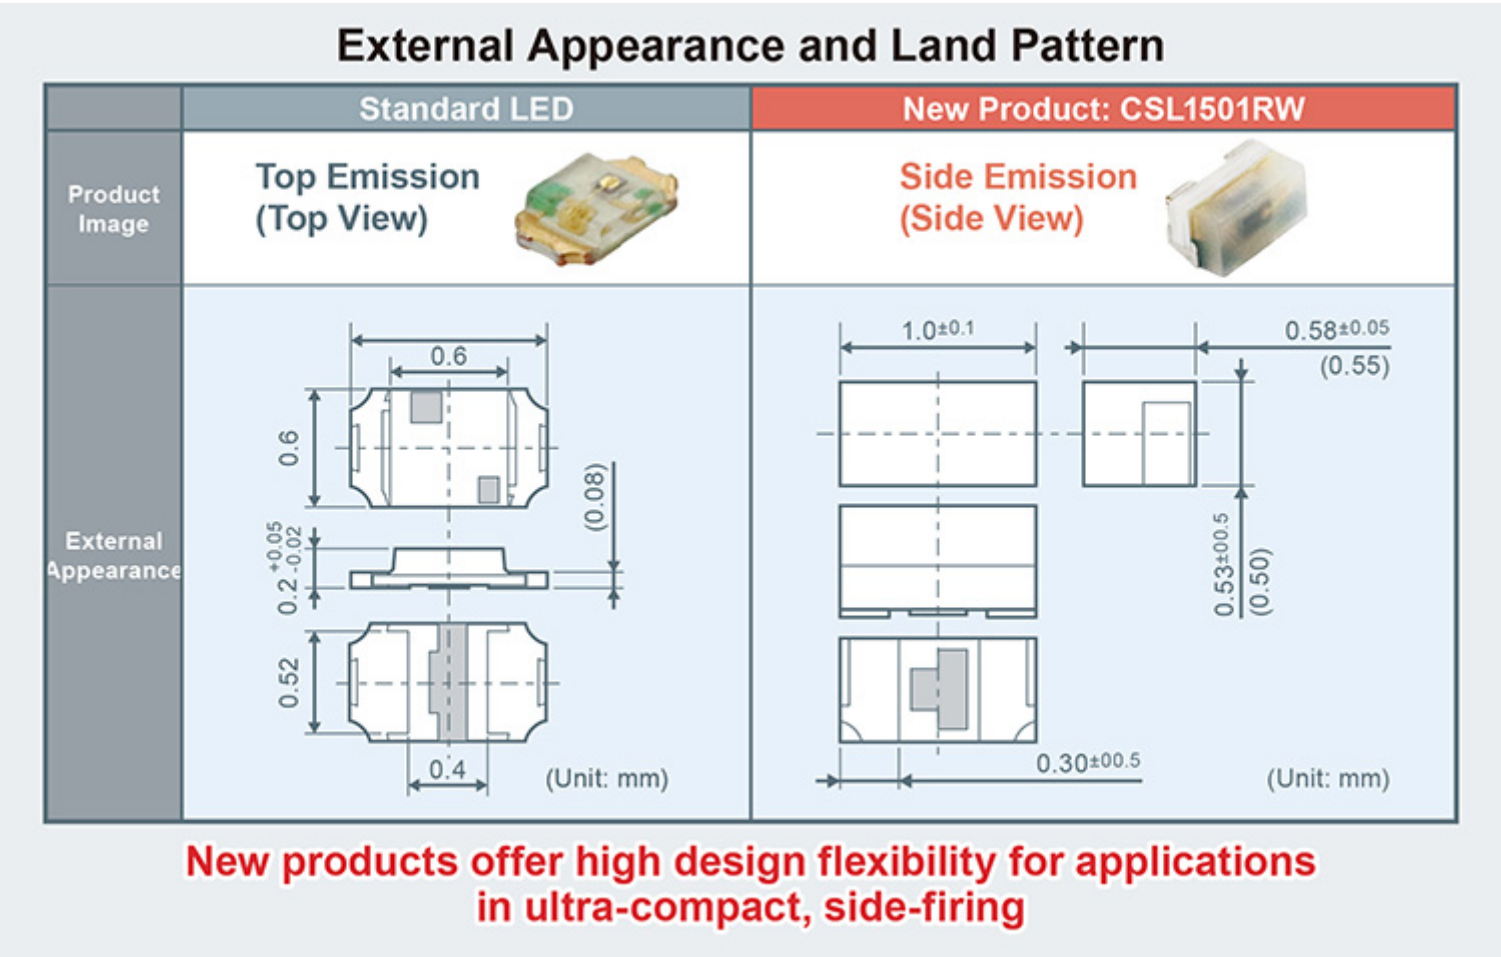 External Appearance and Land Pattern
Standard LED
New Product: CSL1501RW
Product
Image
Top Emission
(Top View)
Side Emission
(Side View)
External
Appearance
0.6
0.6
(0.08)
0.2 +0.05 -0.02
0.52
0.4
(Unit: mm)
1.0±0.1
0.58±0.05
(0.55)
0.53±00.5
(0.50)
0.30±00.5
(Unit: mm)
New products offer high design flexibility for applications
in ultra-compact, side-firing